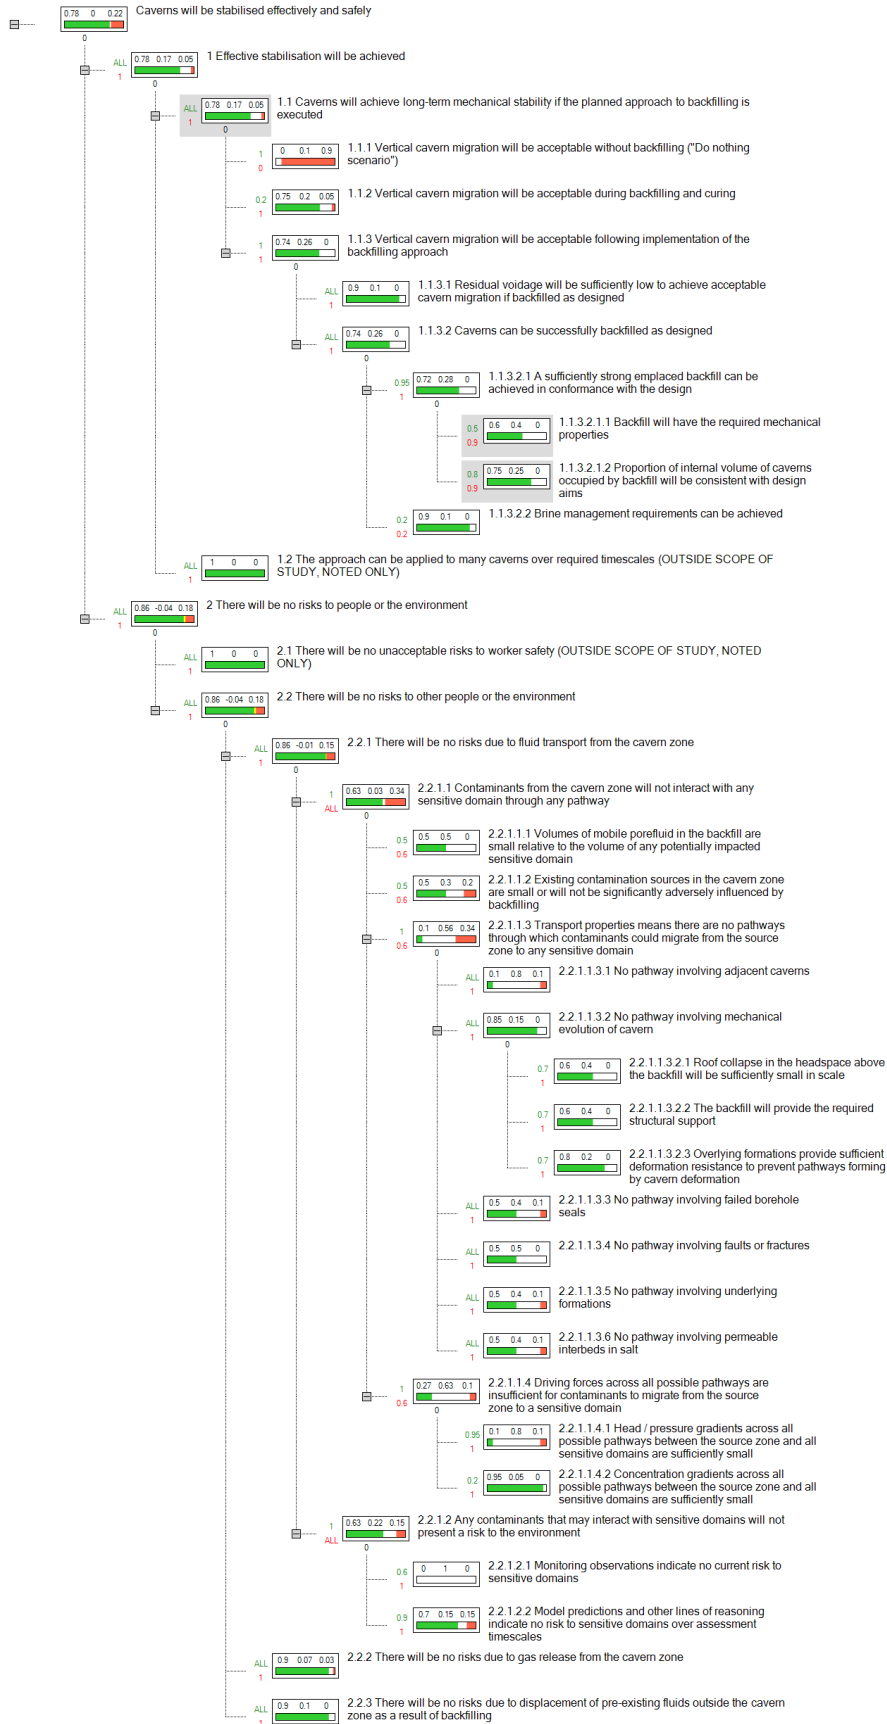 0.78 0 0.22
Caverns will be stabilised effectively and safely
0
ALL
1
0.78 0.17 0.05
1 Effective stabilisation will be achieved
0
ALL
1
0.78 0.17 0.05
1.1 Caverns will achieve long-term mechanical stability if the planned approach to backfilling is
executed
0
1
0
0 0.1 0.9
1.1.1 Vertical cavern migration will be acceptable without backfilling ("Do nothing
scenario")
0.2
1
0.75 0.2 0.05
1.1.2 Vertical cavern migration will be acceptable during backfilling and curing
1
1
0.74 0.26 0
1.1.3 Vertical cavern migration will be acceptable following implementation of the
backfilling approach
0
ALL
1
0.9 0.1 0
1.1.3.1 Residual voidage will be sufficiently low to achieve acceptable
cavern migration if backfilled as designed
ALL
1
0.74 0.26 0
1.1.3.2 Caverns can be successfully backfilled as designed
0
0.95
1
0.72 0.28 0
1.1.3.2.1 A sufficiently strong emplaced backfill can be
achieved in conformance with the design
0
0.5
0.9
0.6 0.4 0
1.1.3.2.1.1 Backfill will have the required mechanical
properties
0.8
0.9
0.75 0.25 0
1.1.3.2.1.2 Proportion of internal volume of caverns
occupied by backfill will be consistent with design
aims
0.2
0.2
0.9 0.1 0
1.1.3.2.2 Brine management requirements can be achieved
ALL
1
1 0 0
1.2 The approach can be applied to many caverns over required timescales (OUTSIDE SCOPE OF
STUDY, NOTED ONLY)
ALL
1
0.86 -0.04 0.18
2 There will be no risks to people or the environment
0
ALL
1
1 0 0
2.1 There will be no unacceptable risks to worker safety (OUTSIDE SCOPE OF STUDY, NOTED
ONLY)
ALL
1
0.86 -0.04 0.18
2.2 There will be no risks to other people or the environment
0
ALL
1
0.86 -0.01 0.15
2.2.1 There will be no risks due to fluid transport from the cavern zone
0
1
ALL
0.63 0.03 0.34
2.2.1.1 Contaminants from the cavern zone will not interact with any
sensitive domain through any pathway
0
0.5
0.6
0.5 0.5 0
2.2.1.1.1 Volumes of mobile porefluid in the backfill are
small relative to the volume of any potentially impacted
sensitive domain
0.5
0.6
0.5 0.3 0.2
2.2.1.1.2 Existing contamination sources in the cavern zone
are small or will not be significantly adversely influenced by
backfilling
1
0.6
0.1 0.56 0.34
2.2.1.1.3 Transport properties means there are no pathways
through which contaminants could migrate from the source
zone to any sensitive domain
0
ALL
1
0.1 0.8 0.1
2.2.1.1.3.1 No pathway involving adjacent caverns
ALL
1
0.85 0.15 0
2.2.1.1.3.2 No pathway involving mechanical
evolution of cavern
0
0.7
1
0.6 0.4 0
2.2.1.1.3.2.1 Roof collapse in the headspace above
the backfill will be sufficiently small in scale
0.7
1
0.6 0.4 0
2.2.1.1.3.2.2 The backfill will provide the required
structural support
0.7
1
0.8 0.2 0
2.2.1.1.3.2.3 Overlying formations provide sufficient
deformation resistance to prevent pathways forming
by cavern deformation
ALL
1
0.5 0.4 0.1
2.2.1.1.3.3 No pathway involving failed borehole
seals
ALL
1
0.5 0.5 0
2.2.1.1.3.4 No pathway involving faults or fractures
ALL
1
0.5 0.4 0.1
2.2.1.1.3.5 No pathway involving underlying
formations
ALL
1
0.5 0.4 0.1
2.2.1.1.3.6 No pathway involving permeable
interbeds in salt
1
0.6
0.27 0.63 0.1
2.2.1.1.4 Driving forces across all possible pathways are
insufficient for contaminants to migrate from the source
zone to a sensitive domain
0
0.95
1
0.1 0.8 0.1
2.2.1.1.4.1 Head / pressure gradients across all
possible pathways between the source zone and all
sensitive domains are sufficiently small
0.2
1
0.95 0.05 0
2.2.1.1.4.2 Concentration gradients across all
possible pathways between the source zone and all
sensitive domains are sufficiently small
1
ALL
0.63 0.22 0.15
2.2.1.2 Any contaminants that may interact with sensitive domains will not
present a risk to the environment
0
0.6
1
0 1 0
2.2.1.2.1 Monitoring observations indicate no current risk to
sensitive domains
0.9
1
0.7 0.15 0.15
2.2.1.2.2 Model predictions and other lines of reasoning
indicate no risk to sensitive domains over assessment
timescales
ALL
1
0.9 0.07 0.03
2.2.2 There will be no risks due to gas release from the cavern zone
ALL
1
0.9 0.1 0
2.2.3 There will be no risks due to displacement of pre-existing fluids outside the cavern
zone as a result of backfilling